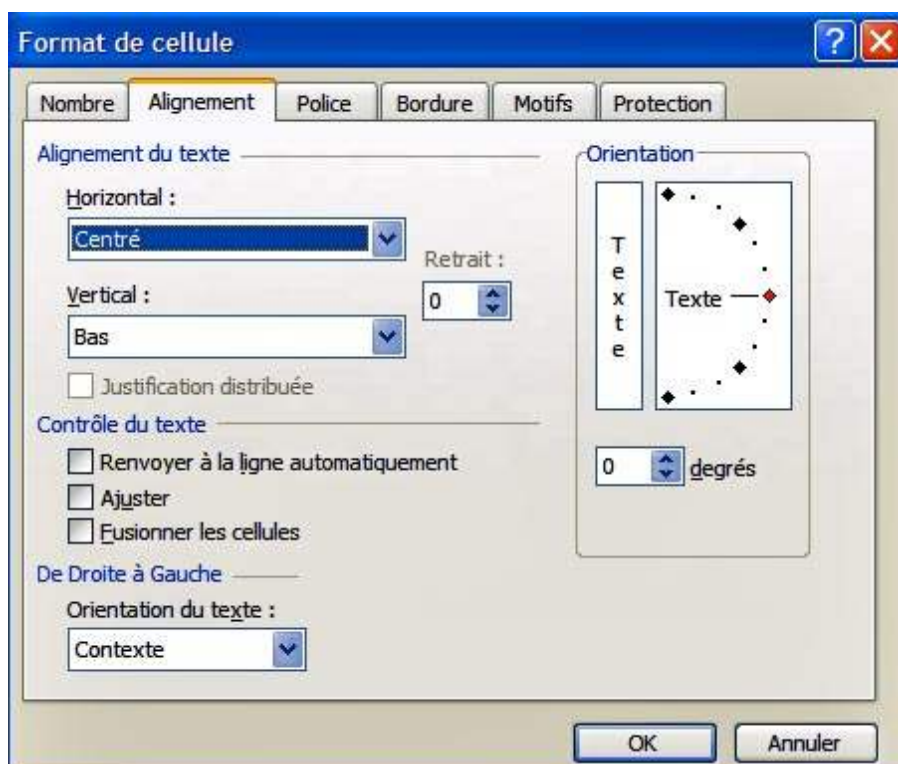 Format de cellule
Nombre Alignement Police Bordure Motifs Protection
Alignement du texte
Horizontal :
Centré
Retrait :
0
Vertical :
Bas
Justification distribuée
Contrôle du texte
Renvoyer à la ligne automatiquement
Ajuster
Fusionner les cellules
De Droite à Gauche
Orientation du texte :
Contexte
Orientation
Texte
Texte
0 degrés
OK Annuler